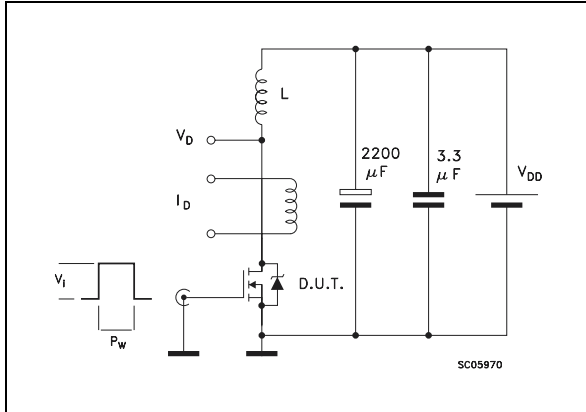 L
V_D
2200
μF
3.3
μF
V_DD
I_D
D.U.T.
V_i
P_W
SC05970